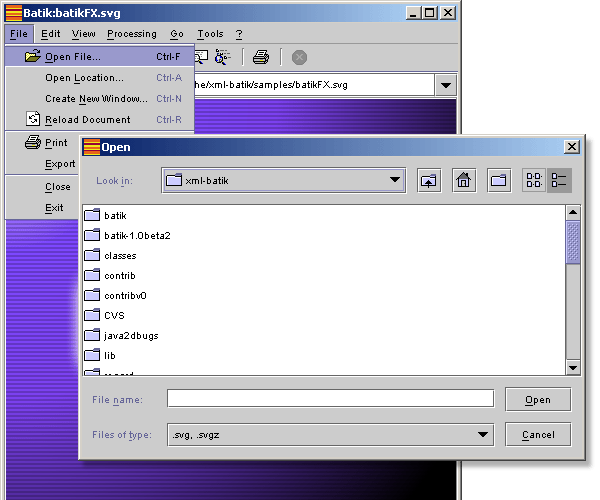 Batik:batikFX.svg
File Edit View Processing Go Tools ?
Open File... Ctrl-F
Open Location... Ctrl-A
he/xml-batik/samples/batikFX.svg
Create New Window... Ctrl-N
Reload Document Ctrl-R
Print
Export
Close
Exit
Open
Look in: xml-batik
batik
batik-1.0beta2
classes
contrib
contribv0
CVS
java2dbugs
lib
File name: Open
Files of type: .svg, .svgz Cancel